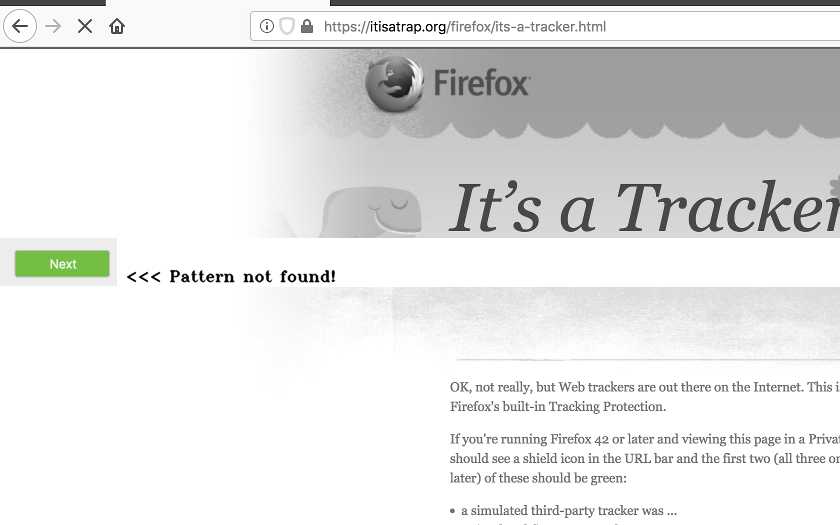 https://itisatrap.org/firefox/its-a-tracker.html
Firefox
It's a Tracker
Next
<<< Pattern not found!
OK, not really, but Web trackers are out there on the Internet. This i
Firefox's built-in Tracking Protection.
If you're running Firefox 42 or later and viewing this page in a Priva
should see a shield icon in the URL bar and the first two (all three or
later) of these should be green:
• a simulated third-party tracker was ...